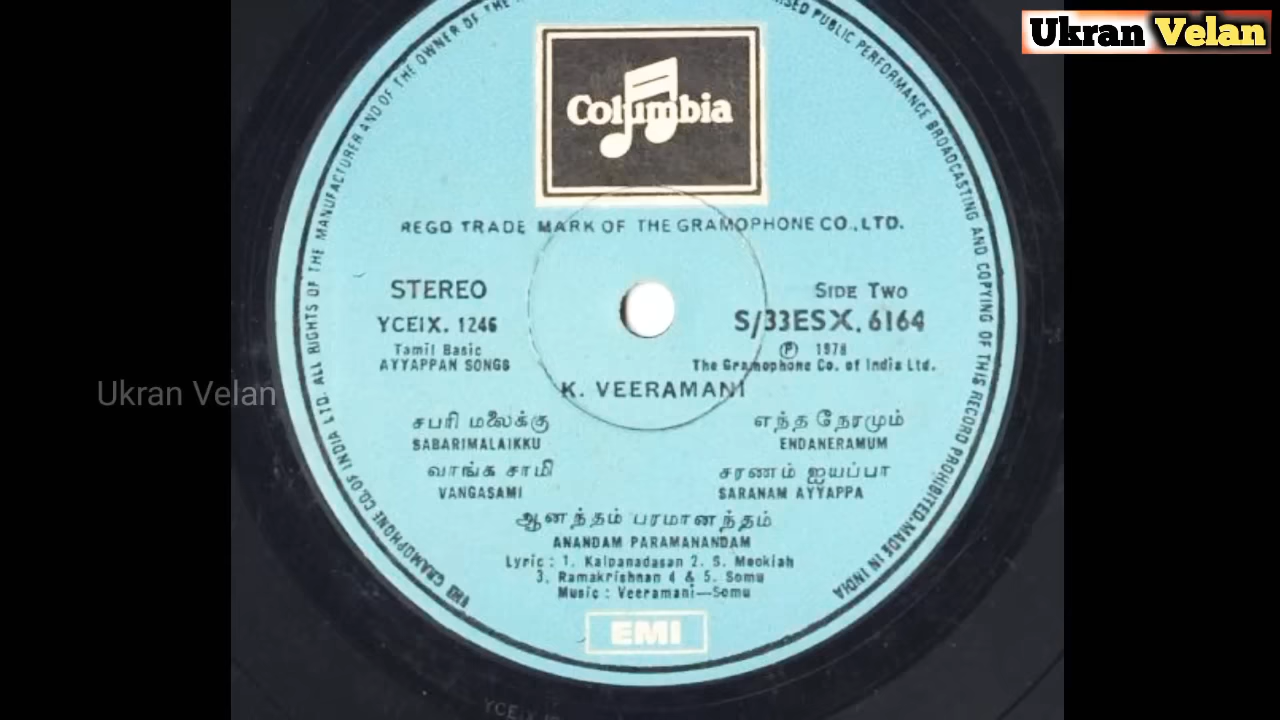 Ukran Velan
OF THE MANUFACTURER AND OF THE OWNER OF THE
PUBLIC PERFORMANCE BROADCASTING AND COPYING OF THIS RECORD PROHIBITED. MADE IN INDIA
GRAMOPHONE CO. OF INDIA LTD. ALL RIGHTS
Columbia
REGD TRADE MARK OF THE GRAMOPHONE CO., LTD.
STEREO
SIDE TWO
YCEIX. 1246
S/33ESX. 6164
Tamil Basic
Ⓟ 1978
AYYAPPAN SONGS
The Gramophone Co. of India Ltd.
Ukran Velan
K. VEERAMANI
சபரி மலைக்கு
எந்த நேரமும்
SABARIMALAIKKU
ENDANERAMUM
வாங்க சாமி
சரணம் ஐயப்பா
VANGASAMI
SARANAM AYYAPPA
ஆனந்தம் பரமானந்தம்
ANANDAM PARAMANANDAM
Lyric : 1. Kalpanadasan 2. S. Meokiah
3. Ramakrishnan 4 & 5. Somu
Music : Veeramani—Somu
EMI